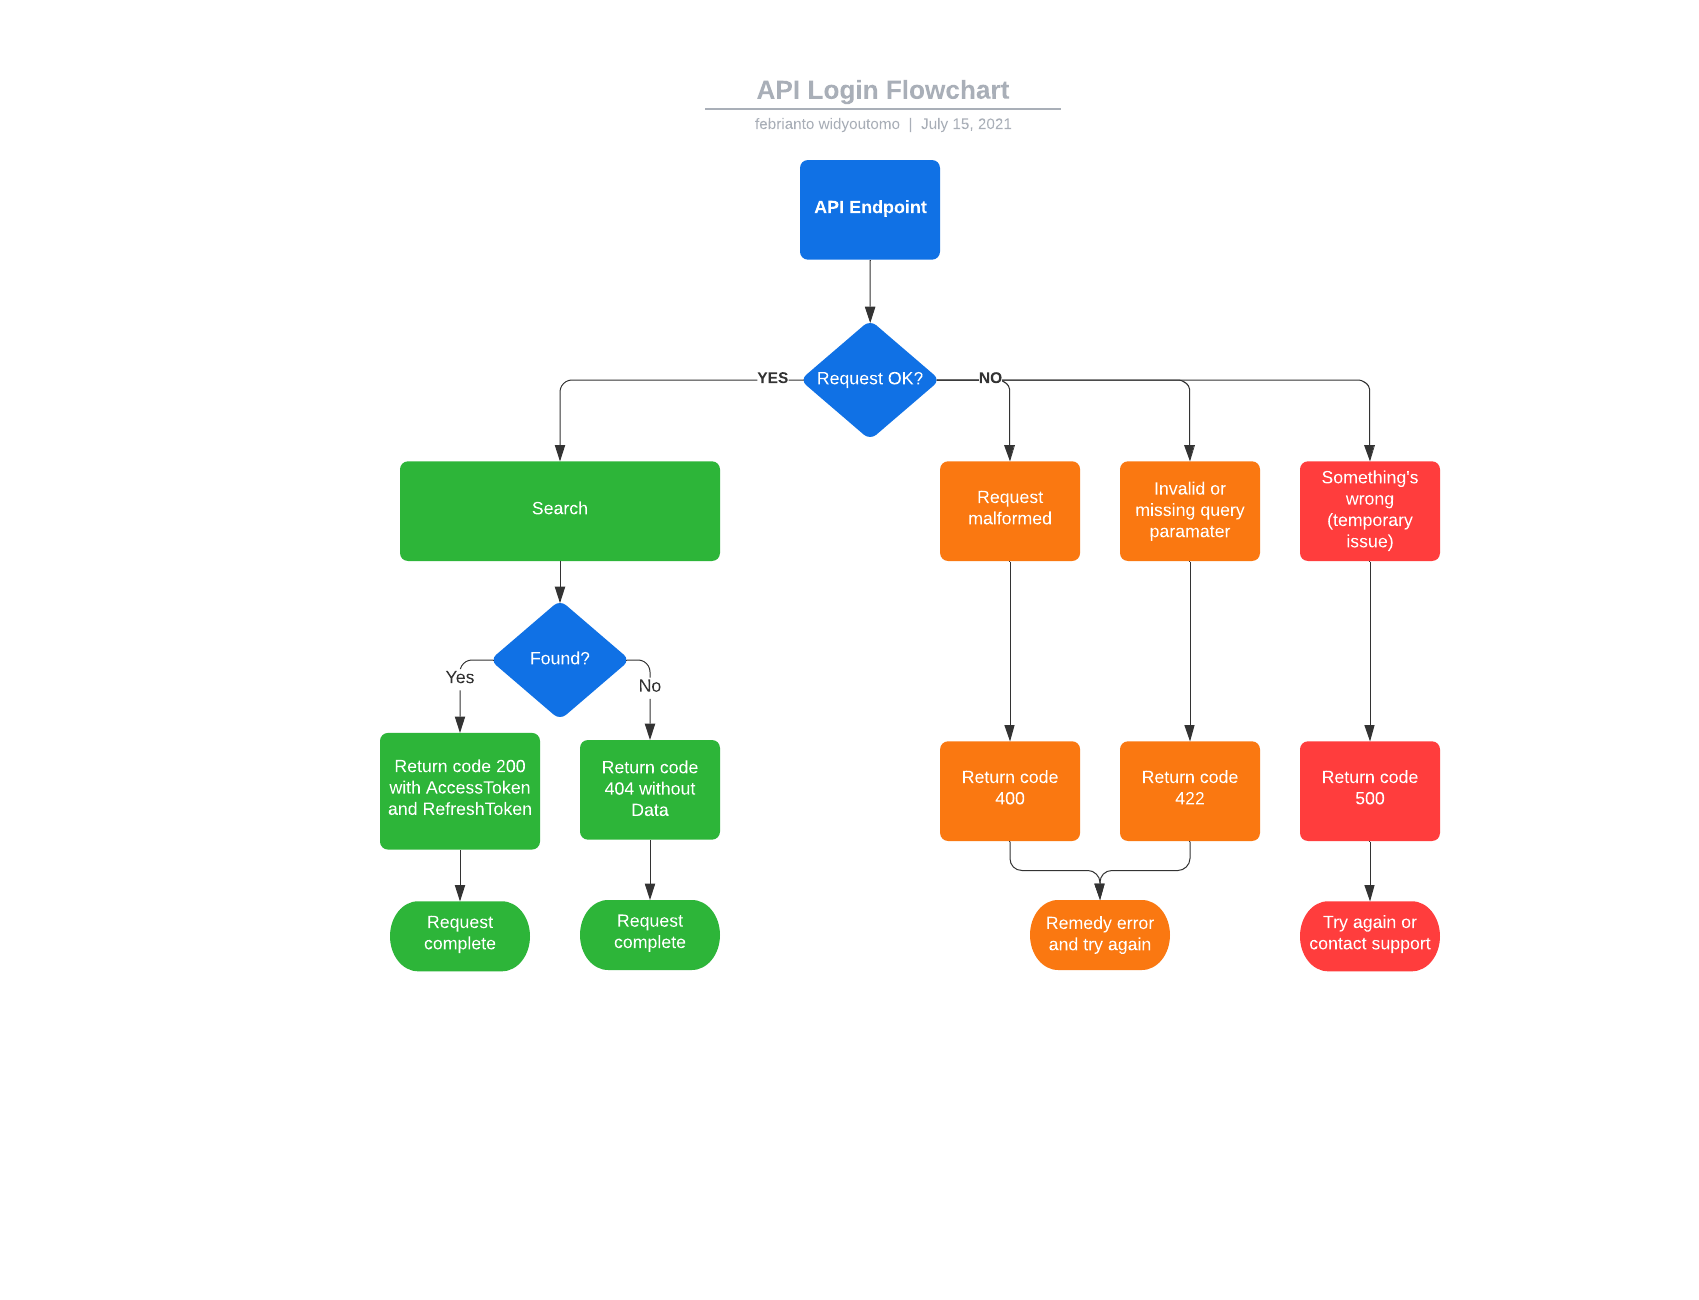 API Login Flowchart
febrianto widyoutomo | July 15, 2021
API Endpoint
Request OK?
YES
NO
Search
Request
malformed
Invalid or
missing query
paramater
Something's
wrong
(temporary
issue)
Found?
Yes
No
Return code 200
with AccessToken
and RefreshToken
Return code
404 without
Data
Return code
400
Return code
422
Return code
500
Request
complete
Request
complete
Remedy error
and try again
Try again or
contact support